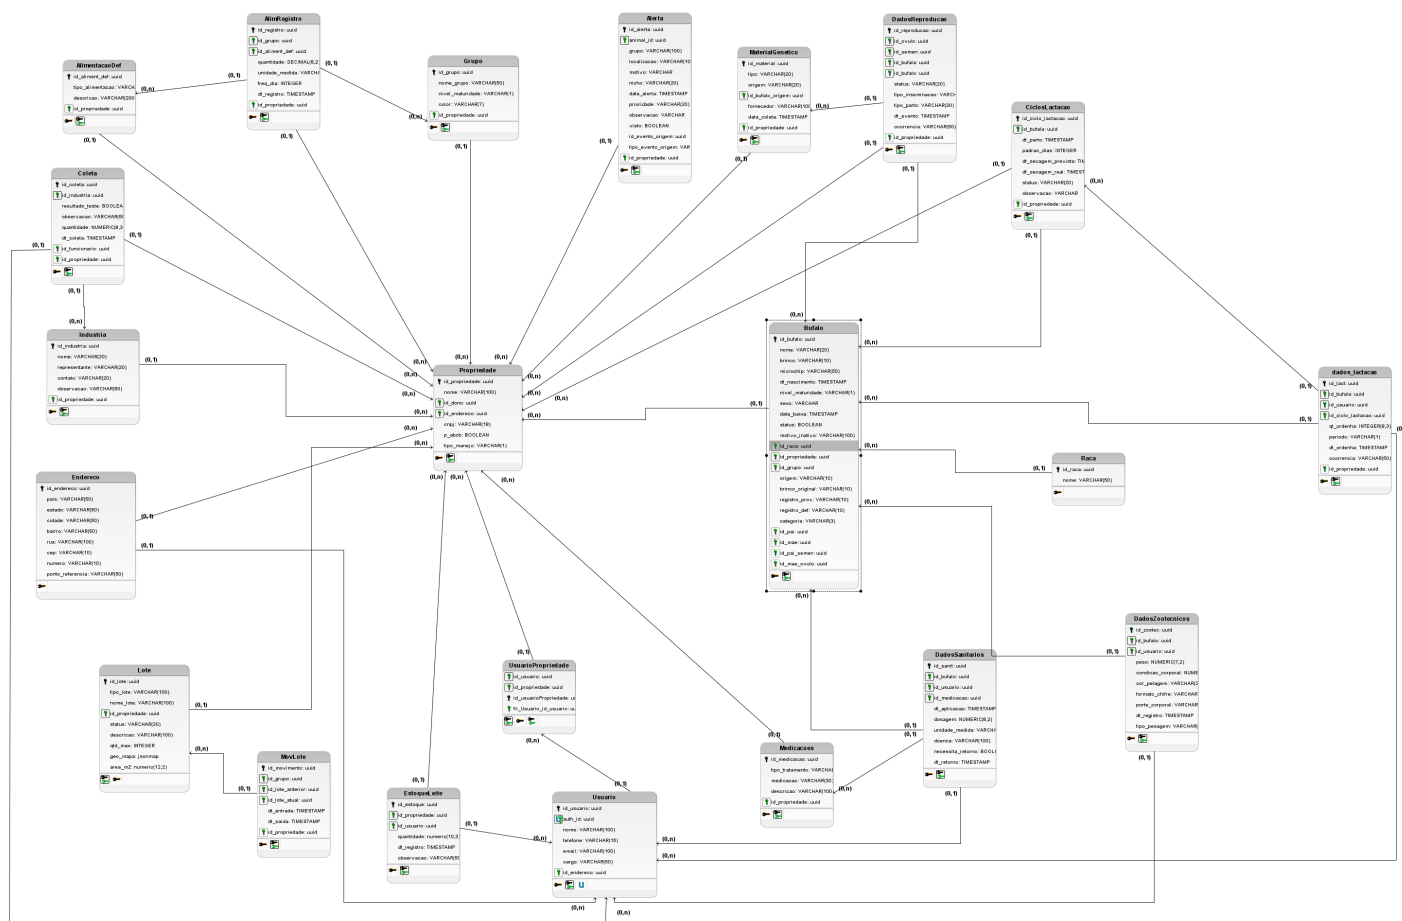 AlimRegistro
id_registro: uuid
id_grupo: uuid
id_aliment_def: uuid
quantidade: DECIMAL(8,2
unidade_medida: VARCHA
freq_dia: INTEGER
dt_registro: TIMESTAMP
id_propriedade: uuid
Alerta
id_alerta: uuid
animal_id: uuid
grupo: VARCHAR(100)
localizacao: VARCHAR(10
motivo: VARCHAR
nicho: VARCHAR(20)
data_alerta: TIMESTAMP
prioridade: VARCHAR(20)
observacao: VARCHAR
visto: BOOLEAN
id_evento_origem: uuid
tipo_evento_origem: VAR
id_propriedade: uuid
DadosReproducao
id_reproducao: uuid
id_ovulo: uuid
id_semen: uuid
id_bufala: uuid
id_bufalo: uuid
status: VARCHAR(20)
tipo_inseminacao: VARCH
tipo_parto: VARCHAR(20)
dt_evento: TIMESTAMP
ocorrencia: VARCHAR(50)
id_propriedade: uuid
MaterialGenetico
id_material: uuid
tipo: VARCHAR(20)
origem: VARCHAR(20)
id_bufalo_origem: uuid
fornecedor: VARCHAR(100
data_coleta: TIMESTAMP
id_propriedade: uuid
AlimentacaoDef
id_aliment_def: uuid
tipo_alimentacao: VARCH
descricao: VARCHAR(200
id_propriedade: uuid
Grupo
id_grupo: uuid
nome_grupo: VARCHAR(50)
nivel_maturidade: VARCHAR(1)
color: VARCHAR(7)
id_propriedade: uuid
CiclosLactacao
id_ciclo_lactacao: uuid
id_bufala: uuid
dt_parto: TIMESTAMP
padrao_dias: INTEGER
dt_secagem_prevista: TIM
dt_secagem_real: TIMEST
status: VARCHAR(20)
observacao: VARCHAR
id_propriedade: uuid
Coleta
id_coleta: uuid
id_industria: uuid
resultado_teste: BOOLEA
observacao: VARCHAR(50
quantidade: NUMERIC(8,2
dt_coleta: TIMESTAMP
id_funcionario: uuid
id_propriedade: uuid
Industria
id_industria: uuid
nome: VARCHAR(20)
representante: VARCHAR(20)
contato: VARCHAR(20)
observacao: VARCHAR(50)
id_propriedade: uuid
Propriedade
id_propriedade: uuid
nome: VARCHAR(100)
id_dono: uuid
id_endereco: uuid
cnpj: VARCHAR(18)
p_abcb: BOOLEAN
tipo_manejo: VARCHAR(1)
Bufalo
id_bufalo: uuid
nome: VARCHAR(20)
brinco: VARCHAR(10)
microchip: VARCHAR(50)
dt_nascimento: TIMESTAMP
nivel_maturidade: VARCHAR(1)
sexo: VARCHAR
data_baixa: TIMESTAMP
status: BOOLEAN
motivo_inativo: VARCHAR(100)
id_raca: uuid
id_propriedade: uuid
id_grupo: uuid
origem: VARCHAR(10)
brinco_original: VARCHAR(10)
registro_prov: VARCHAR(10)
registro_def: VARCHAR(10)
categoria: VARCHAR(3)
id_pai: uuid
id_mae: uuid
id_pai_semen: uuid
id_mae_ovulo: uuid
dados_lactacao
id_lact: uuid
id_bufala: uuid
id_usuario: uuid
id_ciclo_lactacao: uuid
qt_ordenha: INTEGER(8,3)
periodo: VARCHAR(1)
dt_ordenha: TIMESTAMP
ocorrencia: VARCHAR(50)
id_propriedade: uuid
Raca
id_raca: uuid
nome: VARCHAR(50)
Endereco
id_endereco: uuid
pais: VARCHAR(50)
estado: VARCHAR(50)
cidade: VARCHAR(50)
bairro: VARCHAR(50)
rua: VARCHAR(100)
cep: VARCHAR(10)
numero: VARCHAR(10)
ponto_referencia: VARCHAR(50)
Lote
id_lote: uuid
tipo_lote: VARCHAR(100)
nome_lote: VARCHAR(100)
id_propriedade: uuid
status: VARCHAR(20)
descricao: VARCHAR(100)
qtd_max: INTEGER
geo_mapa: jsonmap
area_m2: numeric(12,2)
MovLote
id_movimento: uuid
id_grupo: uuid
id_lote_anterior: uuid
id_lote_atual: uuid
dt_entrada: TIMESTAMP
dt_saida: TIMESTAMP
id_propriedade: uuid
UsuarioPropriedade
id_usuario: uuid
id_propriedade: uuid
id_usuarioPropriedade: u
fk_Usuario_id_usuario: u
EstoqueLeite
id_estoque: uuid
id_propriedade: uuid
id_usuario: uuid
quantidade: numeric(10,3
dt_registro: TIMESTAMP
observacao: VARCHAR(50
Usuario
id_usuario: uuid
auth_id: uuid
nome: VARCHAR(100)
telefone: VARCHAR(15)
email: VARCHAR(100)
cargo: VARCHAR(50)
id_endereco: uuid
Medicacoes
id_medicacao: uuid
tipo_tratamento: VARCHA
medicacao: VARCHAR(30
descricao: VARCHAR(100
id_propriedade: uuid
DadosSanitarios
id_sanit: uuid
id_bufalo: uuid
id_usuario: uuid
id_medicacao: uuid
dt_aplicacao: TIMESTAMP
dosagem: NUMERIC(8,2)
unidade_medida: VARCHA
doenca: VARCHAR(100)
necessita_retorno: BOOL
dt_retorno: TIMESTAMP
DadosZootecnicos
id_zootec: uuid
id_bufalo: uuid
id_usuario: uuid
peso: NUMERIC(7,2)
condicao_corporal: NUME
cor_pelagem: VARCHAR(3
formato_chifre: VARCHAR
porte_corporal: VARCHAR
dt_registro: TIMESTAMP
tipo_pesagem: VARCHAR(